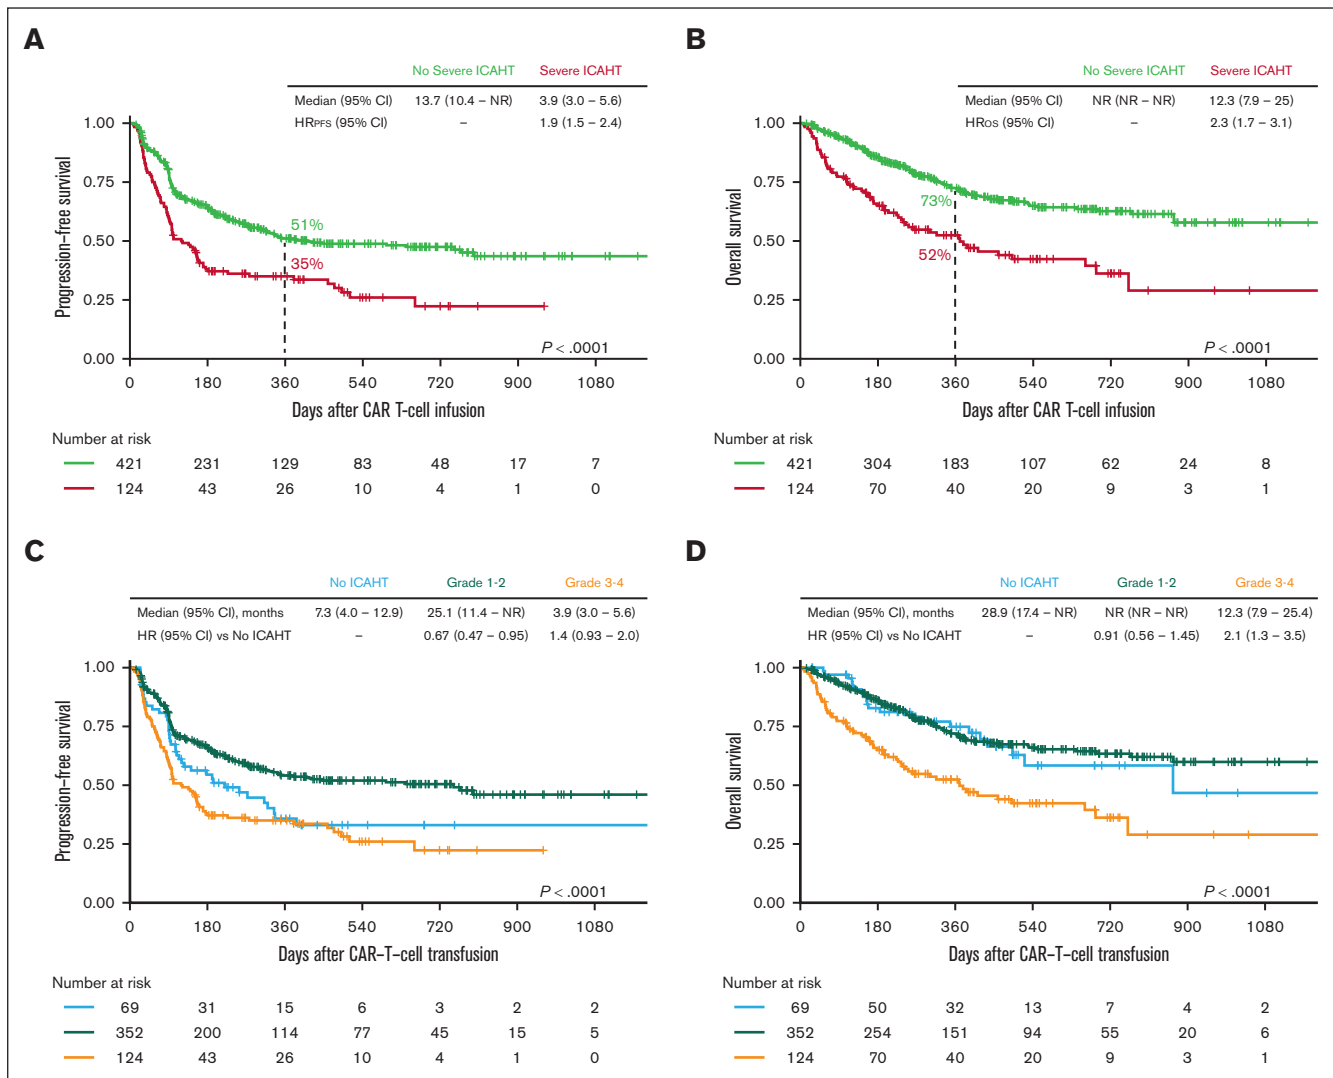 A
No Severe ICAHT Severe ICAHT
Median (95% CI) 13.7 (10.4 – NR) 3.9 (3.0 – 5.6)
HRPFS (95% CI) – 1.9 (1.5 – 2.4)
Progression–free survival
1.00
0.75
0.50
0.25
0.00
51%
35%
P < .0001
0 180 360 540 720 900 1080
Days after CAR T-cell infusion
Number at risk
421 231 129 83 48 17 7
124 43 26 10 4 1 0
B
No Severe ICAHT Severe ICAHT
Median (95% CI) NR (NR – NR) 12.3 (7.9 – 25)
HROS (95% CI) – 2.3 (1.7 – 3.1)
Overall survival
1.00
0.75
0.50
0.25
0.00
73%
52%
P < .0001
0 180 360 540 720 900 1080
Days after CAR T-cell infusion
Number at risk
421 304 183 107 62 24 8
124 70 40 20 9 3 1
C
No ICAHT Grade 1-2 Grade 3-4
Median (95% CI), months 7.3 (4.0 – 12.9) 25.1 (11.4 – NR) 3.9 (3.0 – 5.6)
HR (95% CI) vs No ICAHT – 0.67 (0.47 – 0.95) 1.4 (0.93 – 2.0)
Progression–free survival
1.00
0.75
0.50
0.25
0.00
P < .0001
0 180 360 540 720 900 1080
Days after CAR–T–cell transfusion
Number at risk
69 31 15 6 3 2 2
352 200 114 77 45 15 5
124 43 26 10 4 1 0
D
No ICAHT Grade 1-2 Grade 3-4
Median (95% CI), months 28.9 (17.4 – NR) NR (NR – NR) 12.3 (7.9 – 25.4)
HR (95% CI) vs No ICAHT – 0.91 (0.56 – 1.45) 2.1 (1.3 – 3.5)
Overall survival
1.00
0.75
0.50
0.25
0.00
P < .0001
0 180 360 540 720 900 1080
Days after CAR–T–cell transfusion
Number at risk
69 50 32 13 7 4 2
352 254 151 94 55 20 6
124 70 40 20 9 3 1